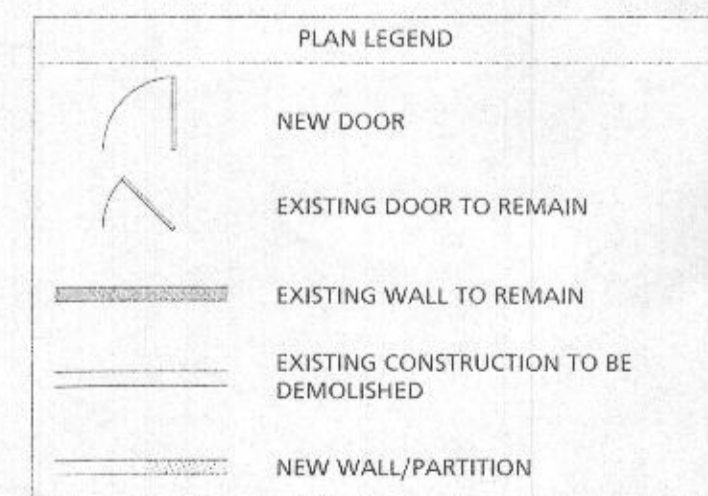 PLAN LEGEND
NEW DOOR
EXISTING DOOR TO REMAIN
EXISTING WALL TO REMAIN
EXISTING CONSTRUCTION TO BE
DEMOLISHED
NEW WALL/PARTITION